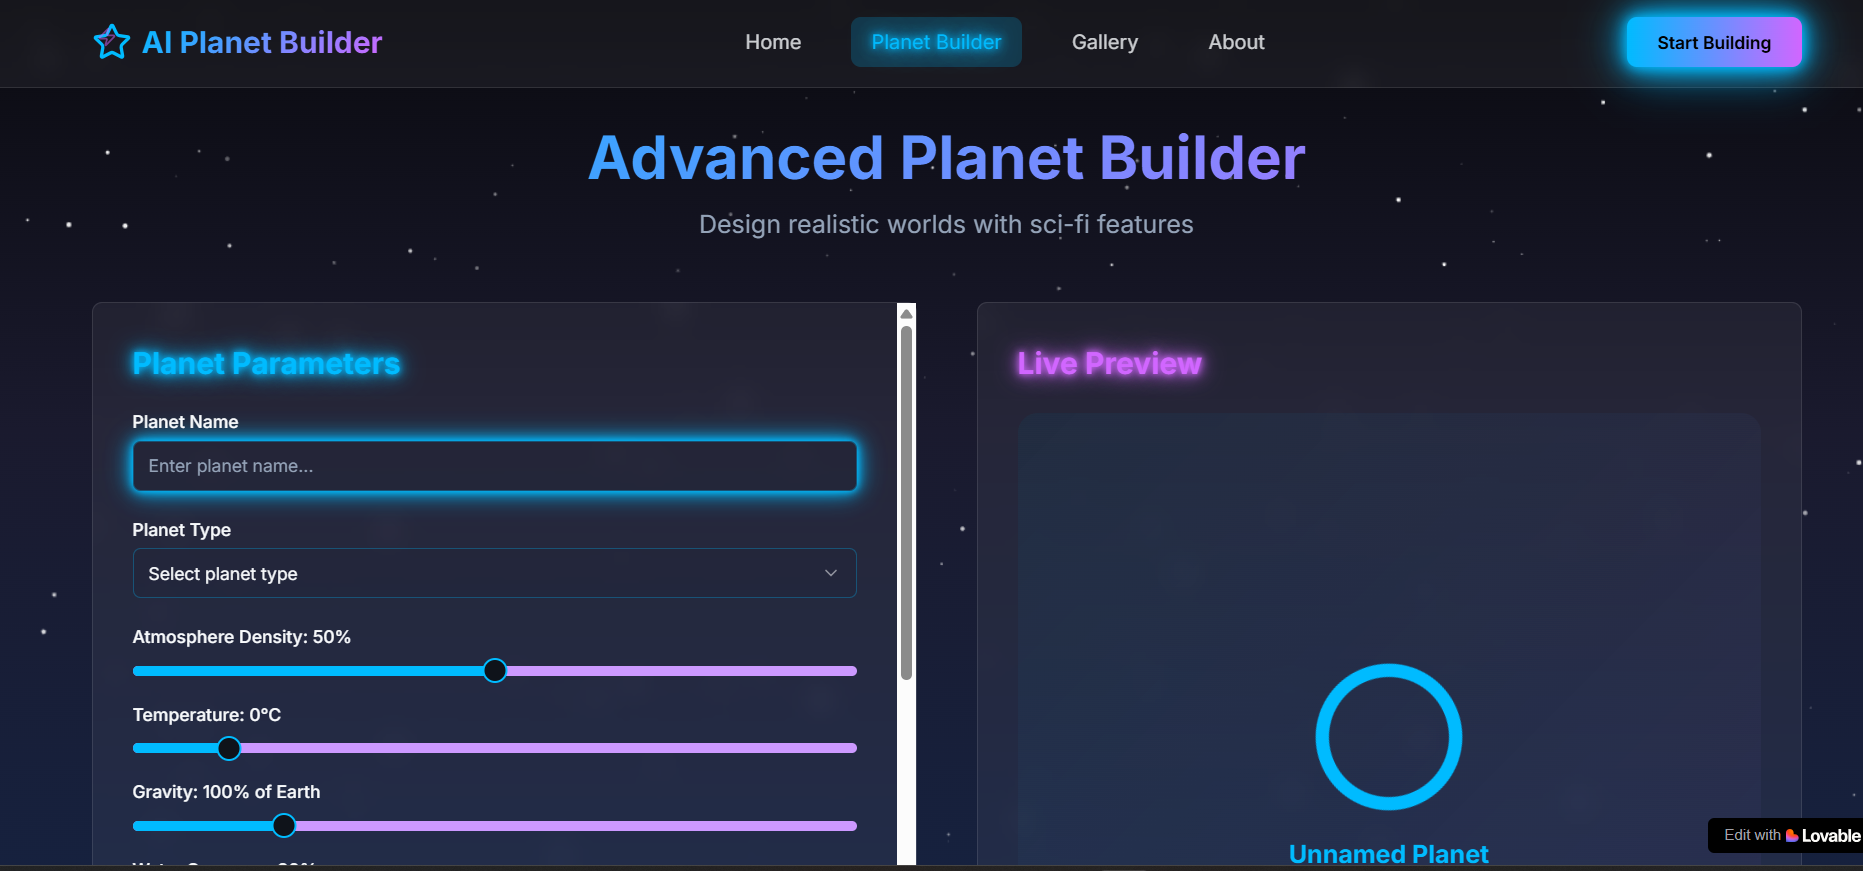 AI Planet Builder
Home
Planet Builder
Gallery
About
Start Building
Advanced Planet Builder
Design realistic worlds with sci-fi features
Planet Parameters
Planet Name
Enter planet name...
Planet Type
Select planet type
Atmosphere Density: 50%
Temperature: 0°C
Gravity: 100% of Earth
Live Preview
Unnamed Planet
Edit with Lovable